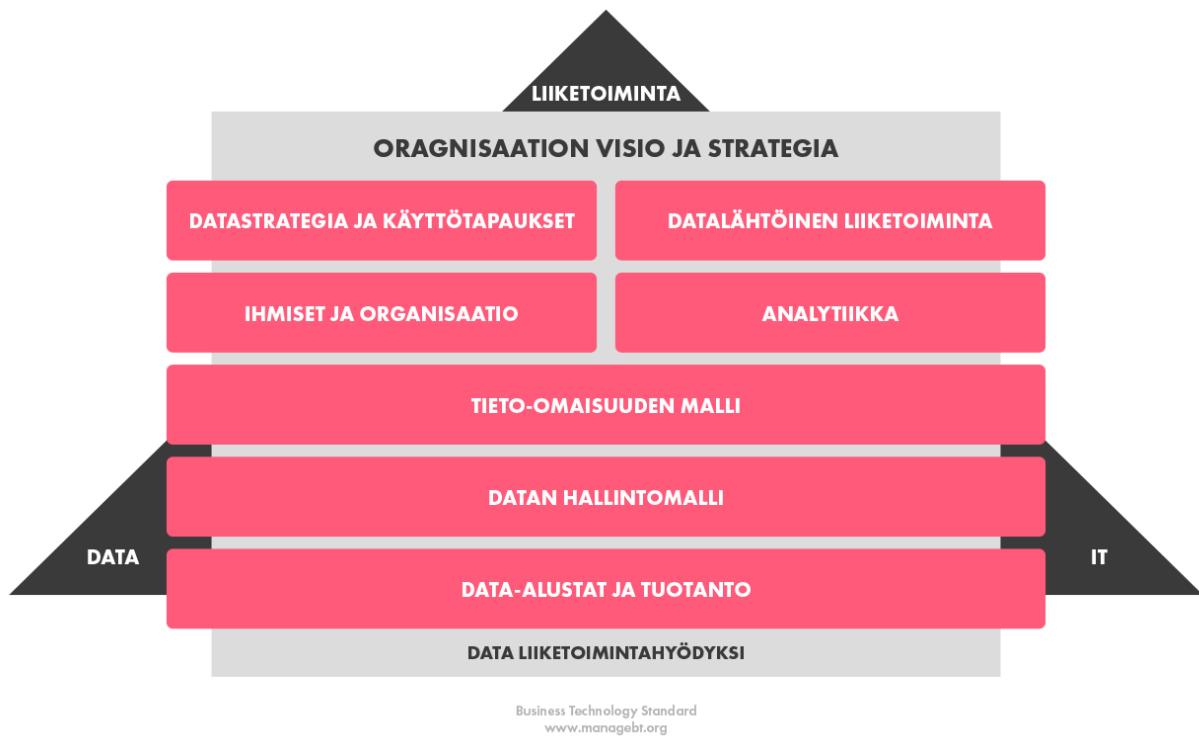 LIIKETOIMINTA
ORAGNISAATION VISIO JA STRATEGIA
DATASTRATEGIA JA KÄYTTÖTAPAUKSET
DATALÄHTÖINEN LIIKETOIMINTA
IHMISET JA ORGANISAATIO
ANALYTIIKKA
TIETO-OMAISUUDEN MALLI
DATAN HALLINTOMALLI
DATA
IT
DATA-ALUSTAT JA TUOTANTO
DATA LIIKETOIMINTAHYÖDYKSI
Business Technology Standard
www.managebt.org